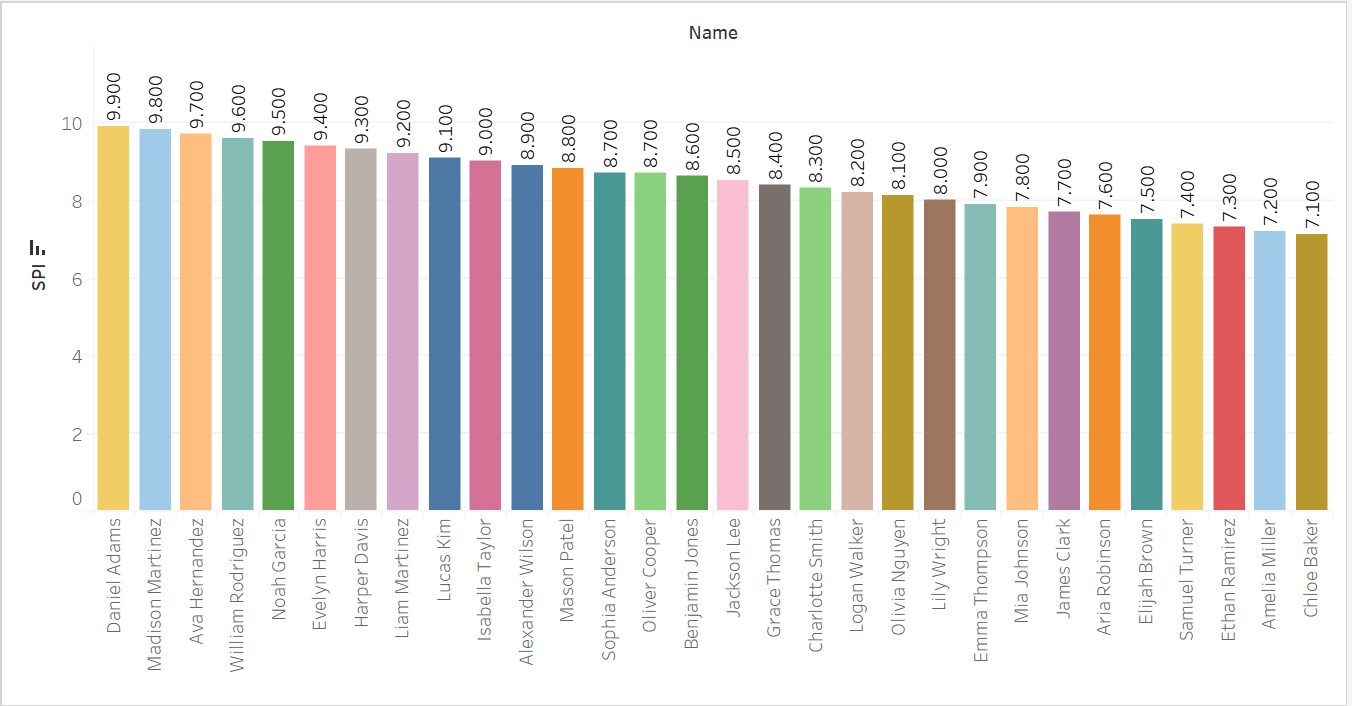 Name
SPI
10
8
6
4
2
0
9.900
9.800
9.700
9.600
9.500
9.400
9.300
9.200
9.100
9.000
8.900
8.800
8.700
8.700
8.600
8.500
8.400
8.300
8.200
8.100
8.000
7.900
7.800
7.700
7.600
7.500
7.400
7.300
7.200
7.100
Daniel Adams
Madison Martinez
Ava Hernandez
William Rodriguez
Noah Garcia
Evelyn Harris
Harper Davis
Liam Martinez
Lucas Kim
Isabella Taylor
Alexander Wilson
Mason Patel
Sophia Anderson
Oliver Cooper
Benjamin Jones
Jackson Lee
Grace Thomas
Charlotte Smith
Logan Walker
Olivia Nguyen
Lily Wright
Emma Thompson
Mia Johnson
James Clark
Aria Robinson
Elijah Brown
Samuel Turner
Ethan Ramirez
Amelia Miller
Chloe Baker